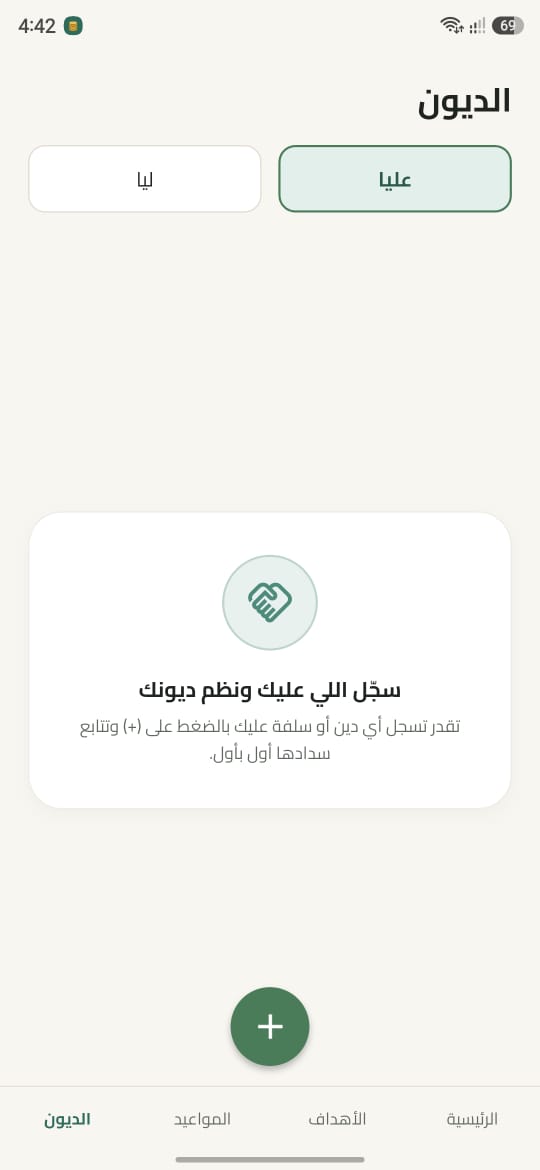 4:42
69
الديون
عليا
ليا
سجّل اللي عليك ونظم ديونك
تقدر تسجل أي دين أو سلفة عليك بالضغط على (+) وتتابع
سدادها أول بأول.
+
الرئيسية
الأهداف
المواعيد
الديون